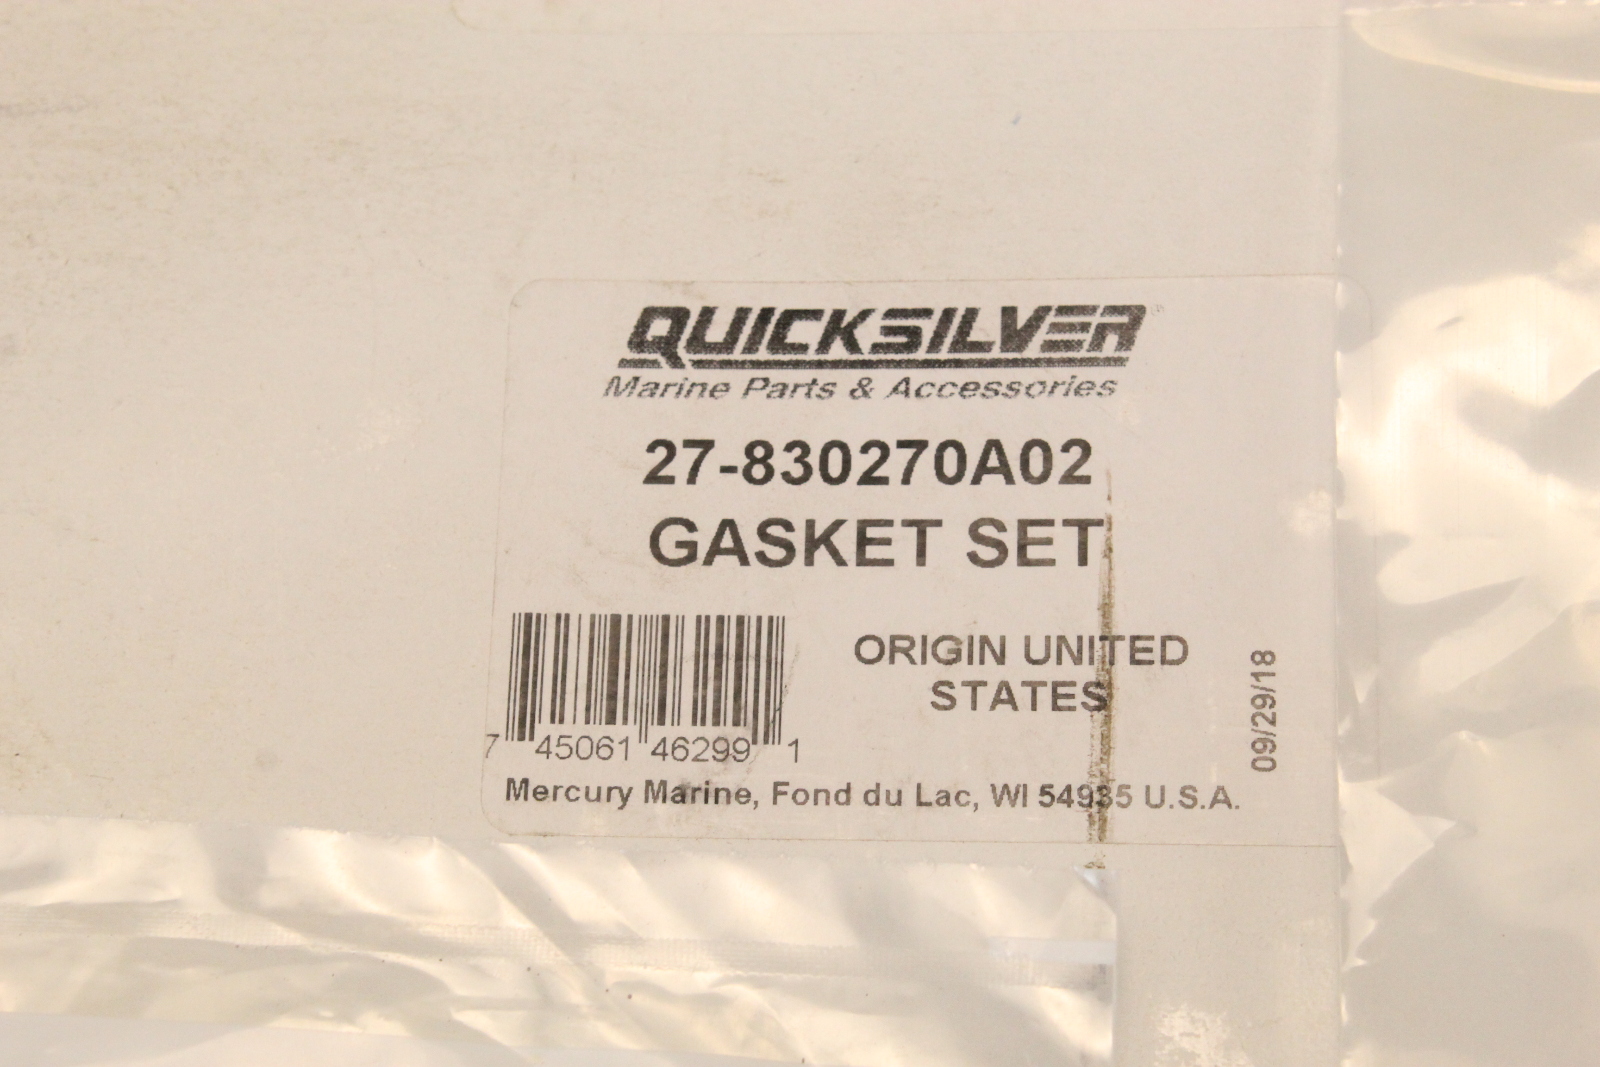 QUICKSILVER
Marine Parts & Accessories
27-830270A02
GASKET SET
ORIGIN UNITED
STATES
09/29/18
7 45061 46299 1
Mercury Marine, Fond du Lac, WI 54935 U.S.A.